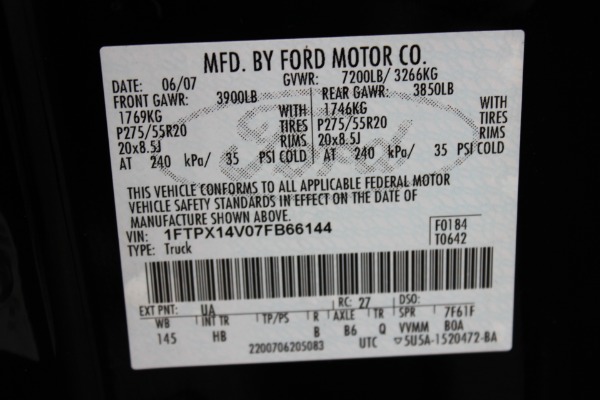 MFD. BY FORD MOTOR CO.
DATE: 06/07 GVWR: 7200LB/ 3266KG
FRONT GAWR: 3900LB REAR GAWR: 3850LB
1769KG WITH 1746KG WITH
P275/55R20 TIRES P275/55R20 TIRES
20x8.5J RIMS 20x8.5J RIMS
AT 240 kPa/ 35 PSI COLD AT 240 kPa/ 35 PSI COLD
Ford
THIS VEHICLE CONFORMS TO ALL APPLICABLE FEDERAL MOTOR
VEHICLE SAFETY STANDARDS IN EFFECT ON THE DATE OF
MANUFACTURE SHOWN ABOVE.
VIN: 1FTPX14V07FB66144 F0184
TYPE: Truck T0642
EXT PNT: UA RC: 27 DSO:
WB INT TR TP/PS R AXLE TR SPR 7F61F
145 HB B B6 Q VVMM BOA
2200706205083 UTC ▽5U5A-1520472-BA